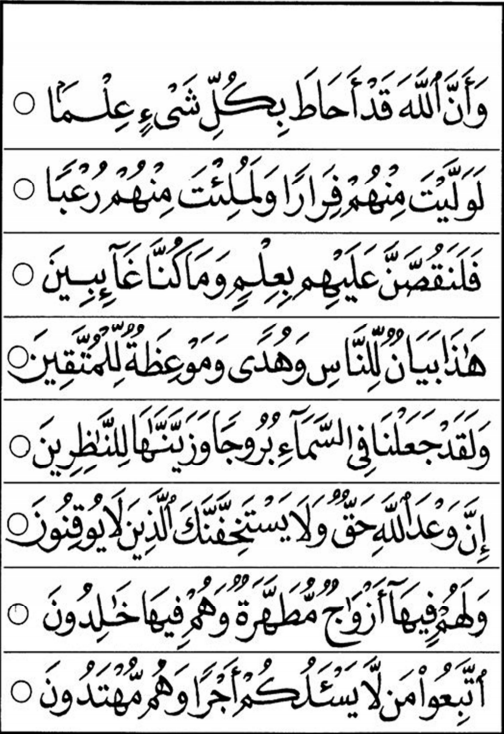 وَأَنَّ ٱللَّهَ قَدْ أَحَاطَ بِكُلِّ شَىْءٍ عِلْمَۢا ○
لَوَلَّيْتَ مِنْهُمْ فِرَارًا وَلَمُلِئْتَ مِنْهُمْ رُعْبًا ○
فَلَنَقُصَّنَّ عَلَيْهِم بِعِلْمٍ وَمَا كُنَّا غَآئِبِينَ ○
هَٰذَا بَيَانٌ لِّلنَّاسِ وَهُدًى وَمَوْعِظَةٌ لِّلْمُتَّقِينَ ○
وَلَقَدْ جَعَلْنَا فِى السَّمَآءِ بُرُوجًا وَزَيَّنَّٰهَا لِلنَّٰظِرِينَ ○
إِنَّ وَعْدَ ٱللَّهِ حَقٌّ وَلَا يَسْتَخِفَّنَّكَ ٱلَّذِينَ لَا يُوقِنُونَ ○
وَلَهُمْ فِيهَآ أَزْوَٰجٌ مُّطَهَّرَةٌ وَهُمْ فِيهَا خَٰلِدُونَ ○
ٱتَّبِعُوا۟ مَن لَّا يَسْـَٔلُكُمْ أَجْرًا وَهُم مُّهْتَدُونَ ○